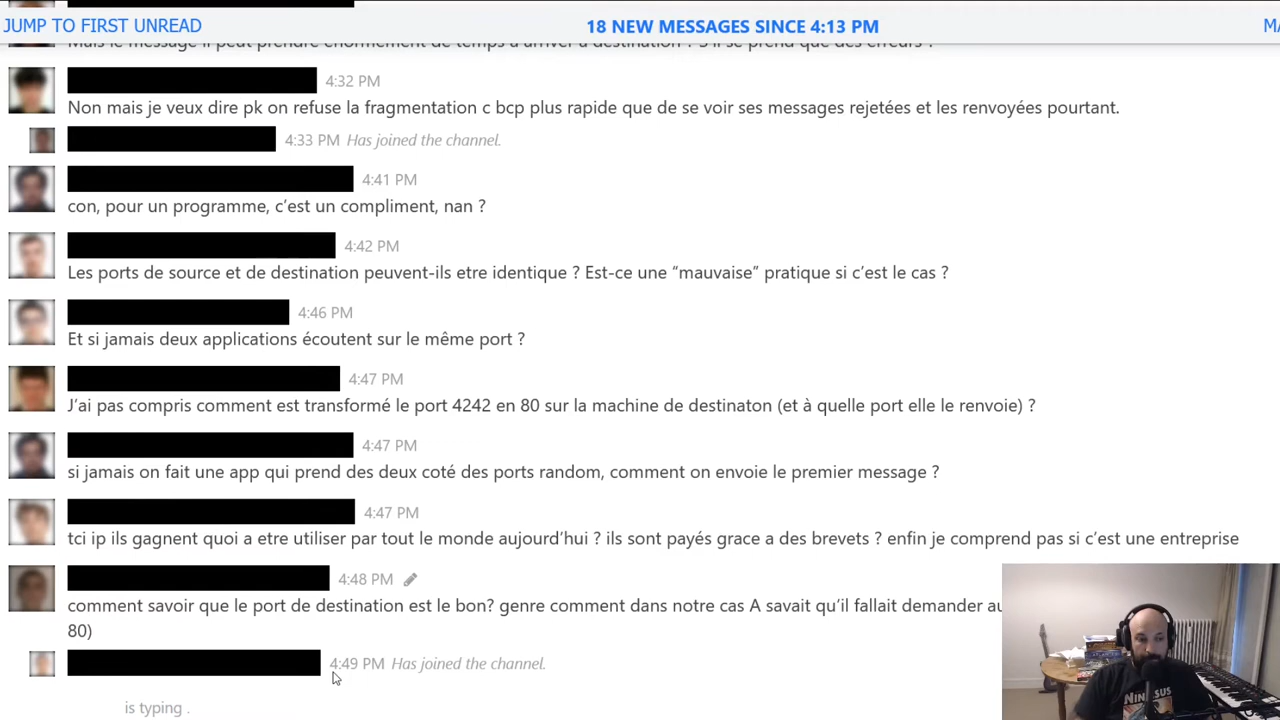 JUMP TO FIRST UNREAD
18 NEW MESSAGES SINCE 4:13 PM
MA
Mais le message il peut prendre énormément de temps à arriver à destination ? S'il se prend que des erreurs ?
4:32 PM
Non mais je veux dire pk on refuse la fragmentation c bcp plus rapide que de se voir ses messages rejetées et les renvoyées pourtant.
4:33 PM Has joined the channel.
4:41 PM
con, pour un programme, c'est un compliment, nan ?
4:42 PM
Les ports de source et de destination peuvent-ils etre identique ? Est-ce une “mauvaise” pratique si c'est le cas ?
4:46 PM
Et si jamais deux applications écoutent sur le même port ?
4:47 PM
J'ai pas compris comment est transformé le port 4242 en 80 sur la machine de destinaton (et à quelle port elle le renvoie) ?
4:47 PM
si jamais on fait une app qui prend des deux coté des ports random, comment on envoie le premier message ?
4:47 PM
tci ip ils gagnent quoi a etre utiliser par tout le monde aujourd'hui ? ils sont payés grace a des brevets ? enfin je comprend pas si c'est une entreprise
4:48 PM
comment savoir que le port de destination est le bon? genre comment dans notre cas A savait qu'il fallait demander au
80)
4:49 PM Has joined the channel.
is typing .